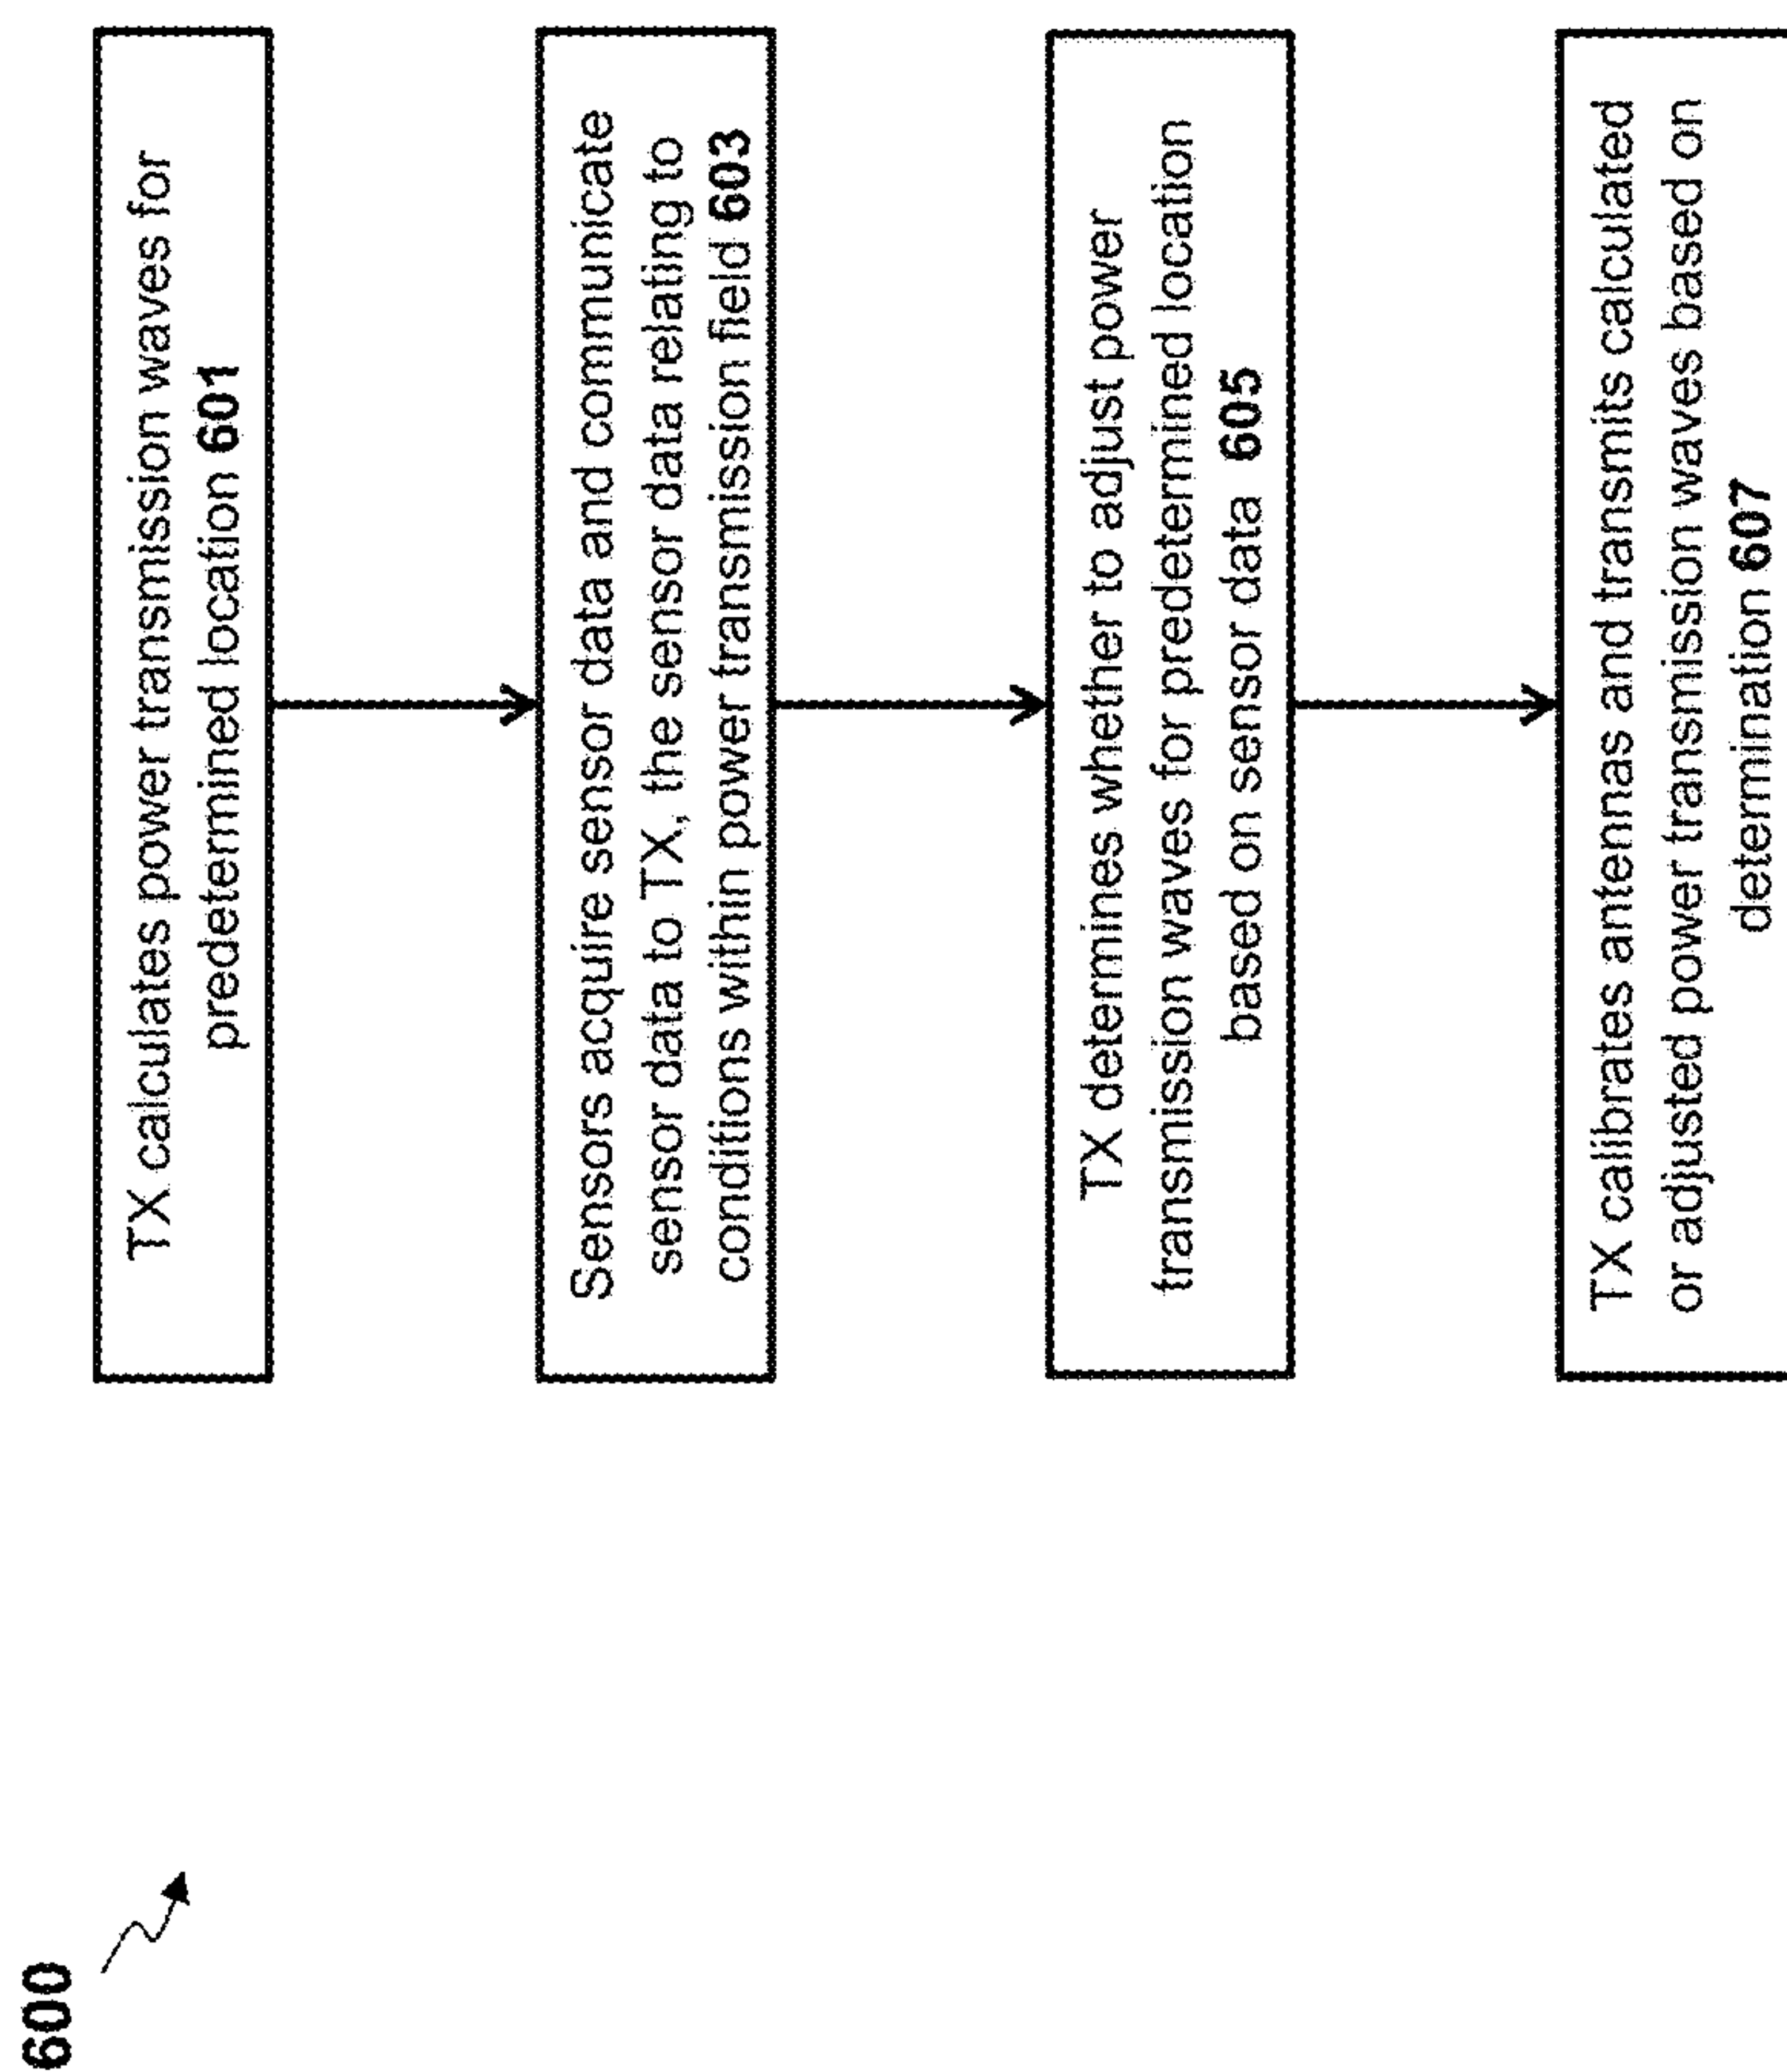 600
TX calculates power transmission waves for
predetermined location 601
Sensors acquire sensor data and communicate
sensor data to TX, the sensor data relating to
conditions within power transmission field 603
TX determines whether to adjust power
transmission waves for predetermined location
based on sensor data 605
TX calibrates antennas and transmits calculated
or adjusted power transmission waves based on
determination 607